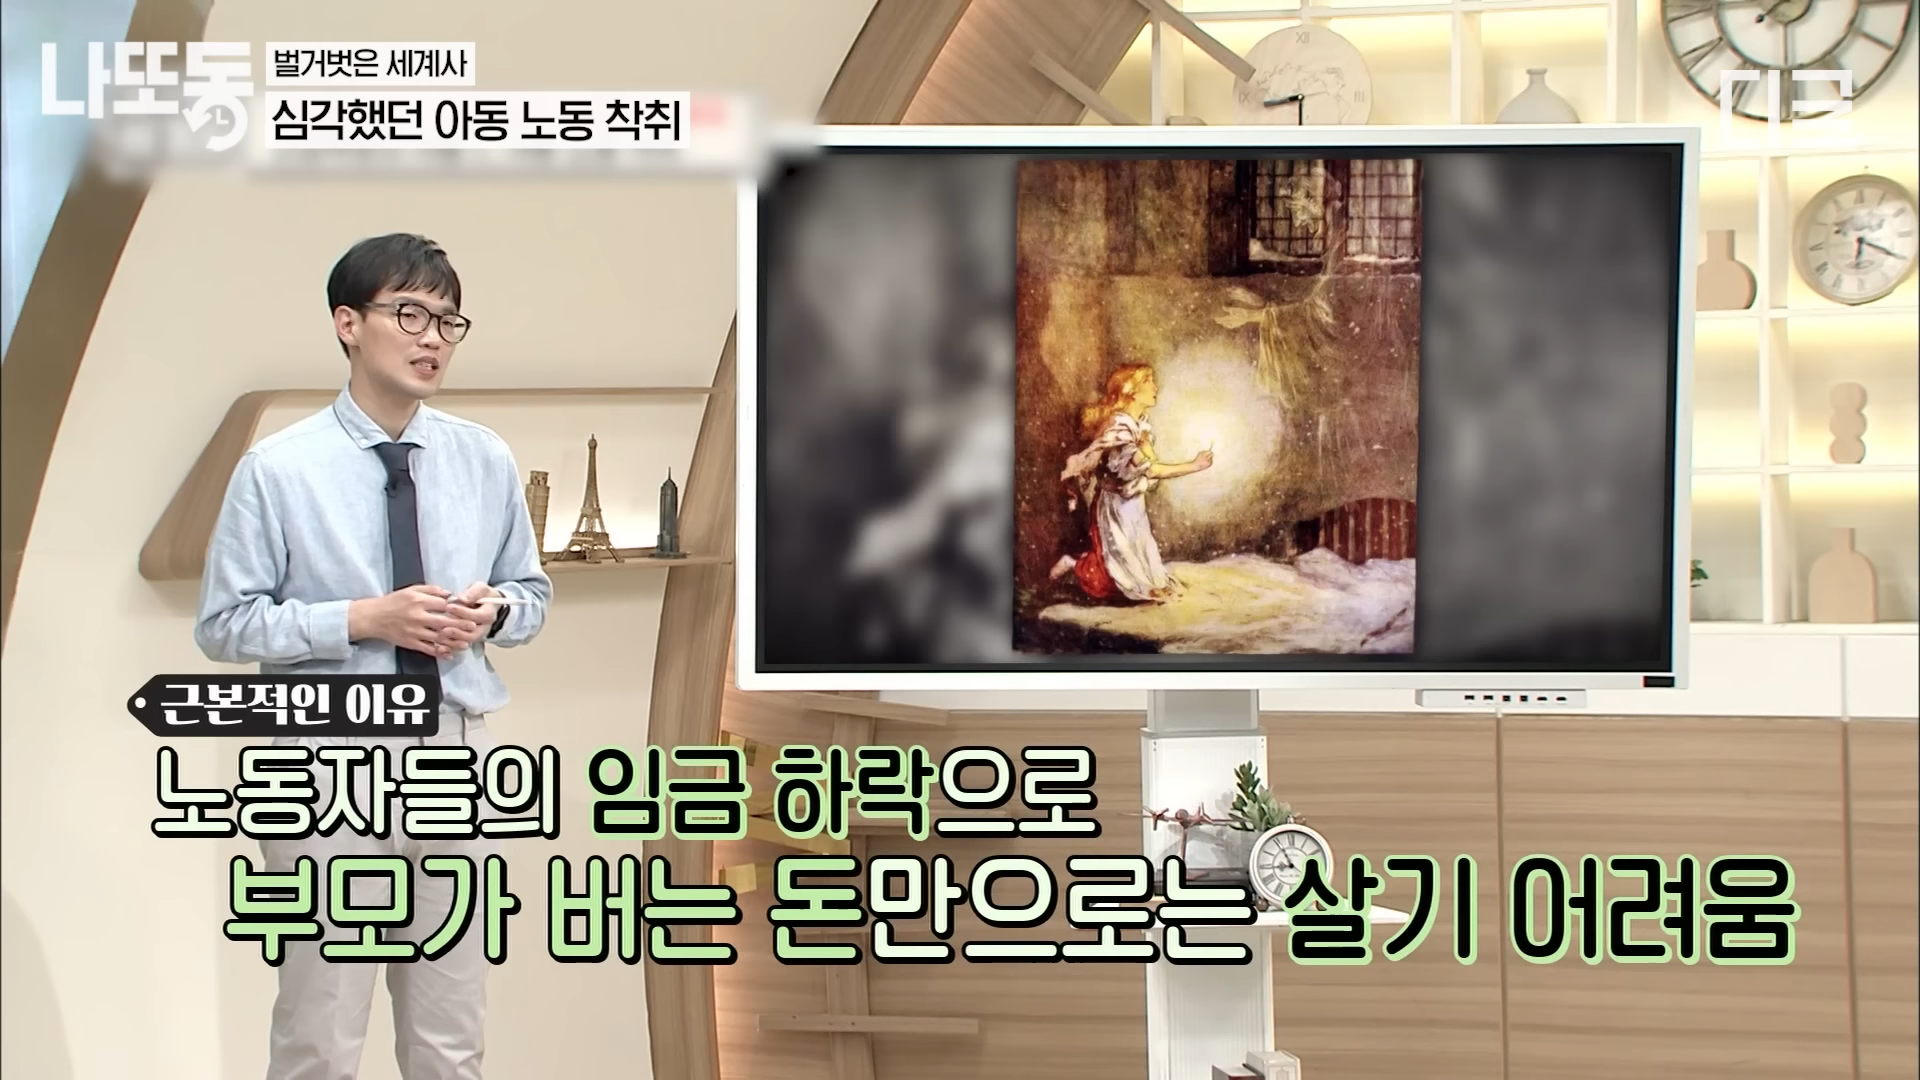 나또동
벌거벗은 세계사
심각했던 아동 노동 착취
디글
근본적인 이유
노동자들의 임금 하락으로
부모가 버는 돈만으로는 살기 어려움